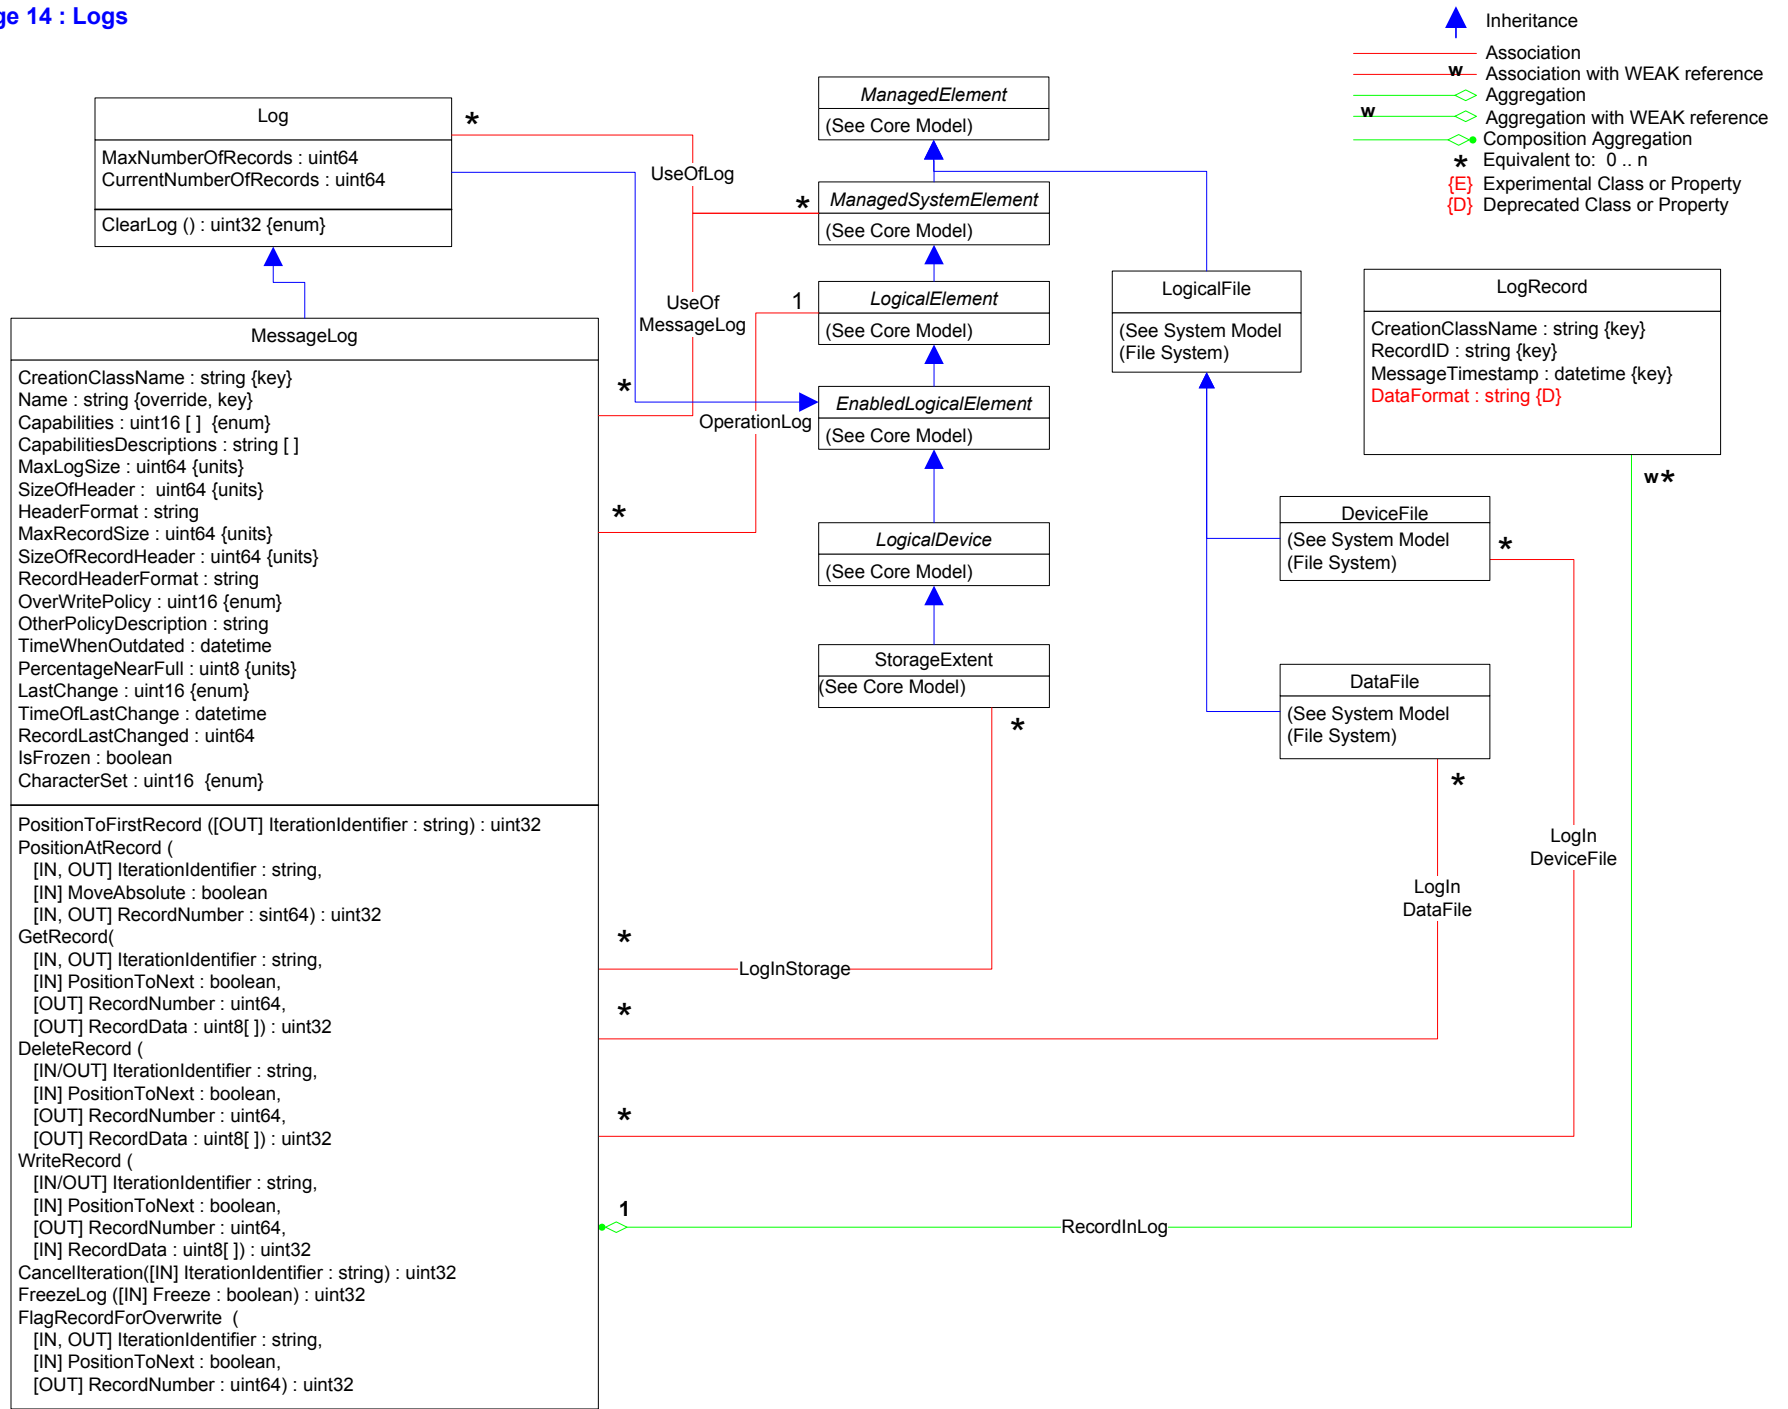 ge 14 : Logs
Inheritance
Association
w
Association with WEAK reference
Aggregation
w
Aggregation with WEAK reference
Composition Aggregation
*
Equivalent to:  0 .. n
{E}
Experimental Class or Property
{D}
Deprecated Class or Property
Log
MaxNumberOfRecords : uint64
CurrentNumberOfRecords : uint64
ClearLog () : uint32 {enum}
*
UseOfLog
*
ManagedElement
(See Core Model)
ManagedSystemElement
(See Core Model)
1
LogicalElement
(See Core Model)
UseOf
MessageLog
EnabledLogicalElement
(See Core Model)
OperationLog
LogicalDevice
(See Core Model)
StorageExtent
(See Core Model)
*
LogicalFile
(See System Model
(File System)
LogRecord
CreationClassName : string {key}
RecordID : string {key}
MessageTimestamp : datetime {key}
DataFormat : string {D}
w*
DeviceFile
(See System Model
(File System)
*
DataFile
(See System Model
(File System)
*
LogIn
DeviceFile
LogIn
DataFile
MessageLog
CreationClassName : string {key}
Name : string {override, key}
Capabilities : uint16 [ ]  {enum}
CapabilitiesDescriptions : string [ ]
MaxLogSize : uint64 {units}
SizeOfHeader :  uint64 {units}
HeaderFormat : string
MaxRecordSize : uint64 {units}
SizeOfRecordHeader : uint64 {units}
RecordHeaderFormat : string
OverWritePolicy : uint16 {enum}
OtherPolicyDescription : string
TimeWhenOutdated : datetime
PercentageNearFull : uint8 {units}
LastChange : uint16 {enum}
TimeOfLastChange : datetime
RecordLastChanged : uint64
IsFrozen : boolean
CharacterSet : uint16  {enum}
*
*
PositionToFirstRecord ([OUT] IterationIdentifier : string) : uint32
PositionAtRecord (
[IN, OUT] IterationIdentifier : string,
[IN] MoveAbsolute : boolean
[IN, OUT] RecordNumber : sint64) : uint32
GetRecord(
[IN, OUT] IterationIdentifier : string,
[IN] PositionToNext : boolean,
[OUT] RecordNumber : uint64,
[OUT] RecordData : uint8[ ]) : uint32
DeleteRecord (
[IN/OUT] IterationIdentifier : string,
[IN] PositionToNext : boolean,
[OUT] RecordNumber : uint64,
[OUT] RecordData : uint8[ ]) : uint32
WriteRecord (
[IN/OUT] IterationIdentifier : string,
[IN] PositionToNext : boolean,
[OUT] RecordNumber : uint64,
[IN] RecordData : uint8[ ]) : uint32
CancelIteration([IN] IterationIdentifier : string) : uint32
FreezeLog ([IN] Freeze : boolean) : uint32
FlagRecordForOverwrite  (
[IN, OUT] IterationIdentifier : string,
[IN] PositionToNext : boolean,
[OUT] RecordNumber : uint64) : uint32
*
LogInStorage
*
*
1
RecordInLog